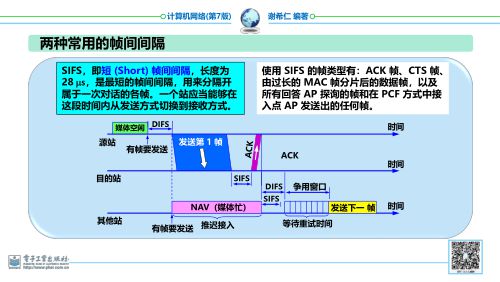 计算机网络(第7版) 谢希仁 编著
两种常用的帧间间隔
SIFS，即短 (Short) 帧间间隔，长度为
28 μs，是最短的帧间间隔，用来分隔开
属于一次对话的各帧。一个站应当能够在
这段时间内从发送方式切换到接收方式。
使用 SIFS 的帧类型有：ACK 帧、CTS 帧、
由过长的 MAC 帧分片后的数据帧，以及
所有回答 AP 探询的帧和在 PCF 方式中接
入点 AP 发送出的任何帧。
媒体空闲 DIFS 时间
源站
有帧要发送
发送第 1 帧
ACK
ACK
目的站
时间
SIFS
DIFS 争用窗口
SIFS
NAV（媒体忙） 发送下一 帧 时间
其他站
有帧要发送 推迟接入 等待重试时间
电子工业出版社
http://www.phei.com.cn